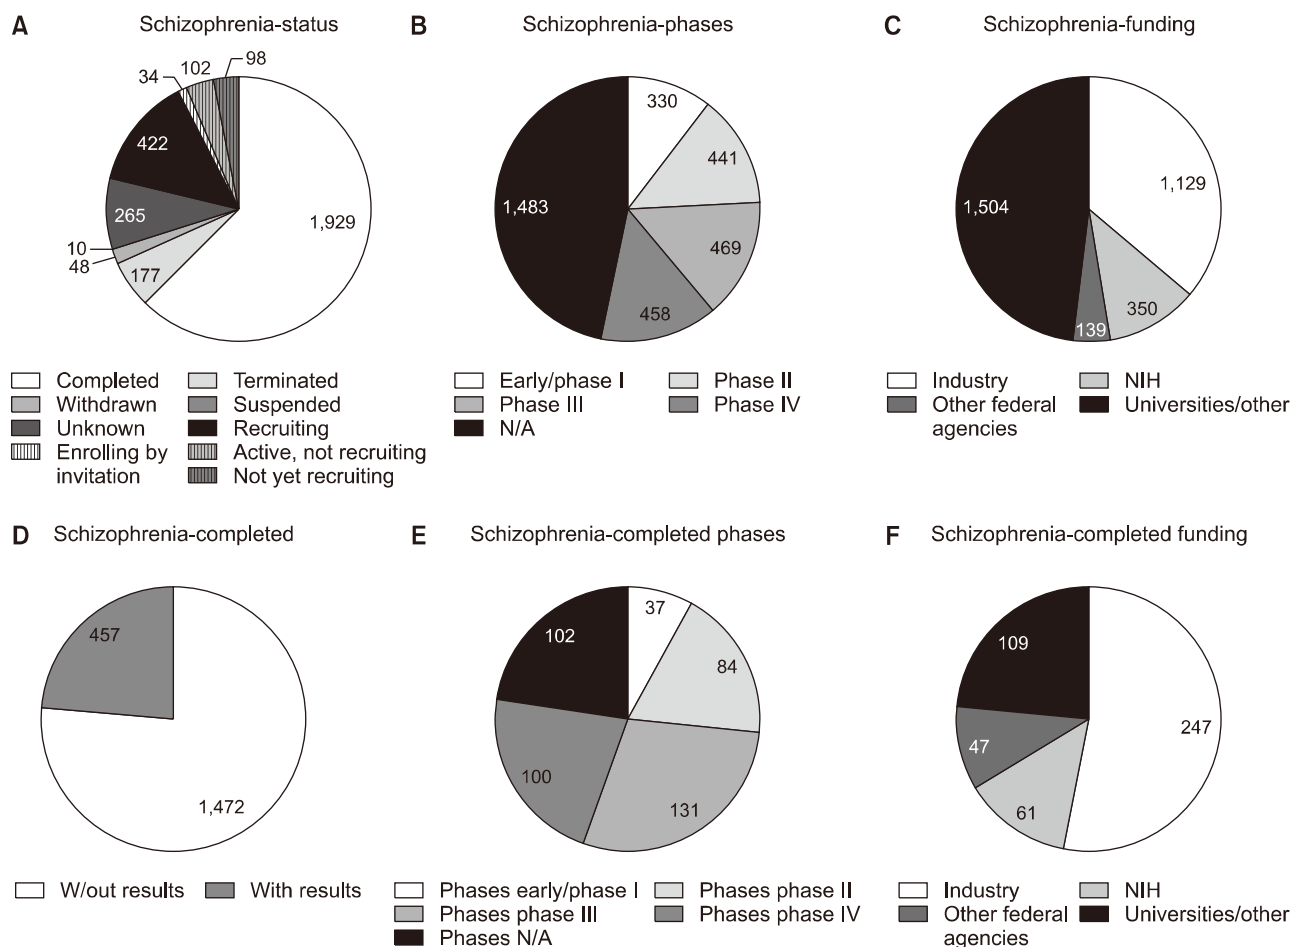 A Schizophrenia-status
34
102
98
422
265
10
48
177
1,929
Completed
Terminated
Withdrawn
Suspended
Unknown
Recruiting
Enrolling by
invitation
Active, not recruiting
Not yet recruiting
B Schizophrenia-phases
330
441
1,483
469
458
Early/phase I
Phase II
Phase III
Phase IV
N/A
C Schizophrenia-funding
1,129
1,504
350
139
Industry
NIH
Other federal
agencies
Universities/other
D Schizophrenia-completed
457
1,472
W/out results
With results
E Schizophrenia-completed phases
37
102
84
100
131
Phases early/phase I
Phases phase II
Phases phase III
Phases phase IV
Phases N/A
F Schizophrenia-completed funding
109
247
47
61
Industry
NIH
Other federal
agencies
Universities/other